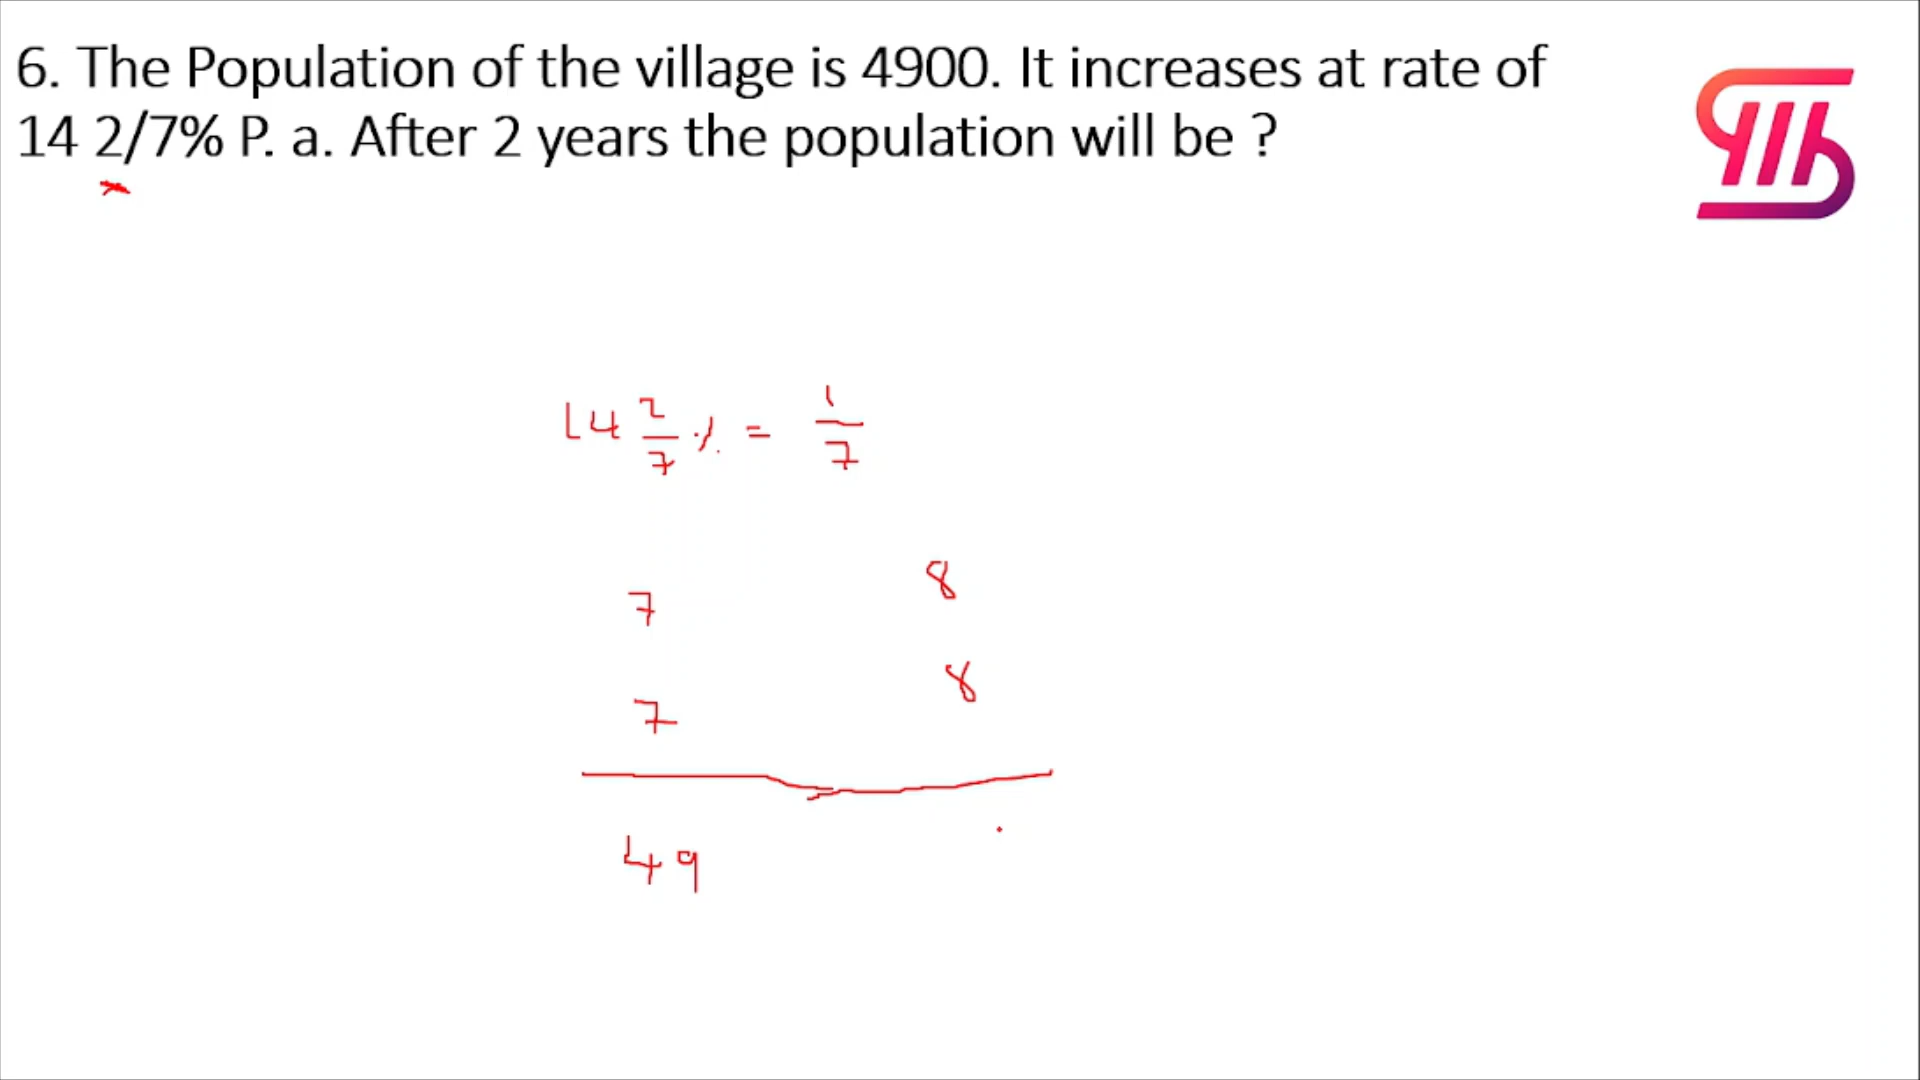 6. The Population of the village is 4900. It increases at rate of
14 2/7% P. a. After 2 years the population will be ?
14 2/7 % = 1/7
7 8
7 8
49